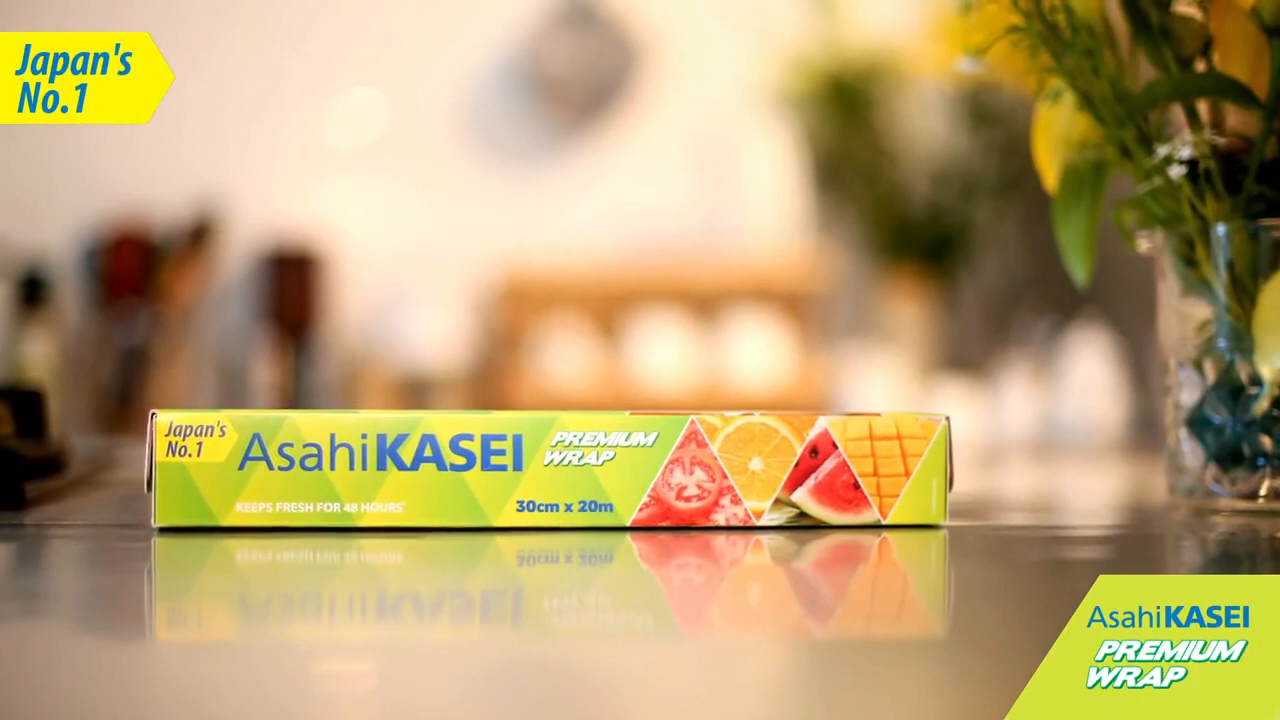 Japan's
No.1
Japan's
No.1
AsahiKASEI
PREMIUM
WRAP
KEEPS FRESH FOR 48 HOURS*
30cm x 20m
AsahiKASEI
PREMIUM
WRAP